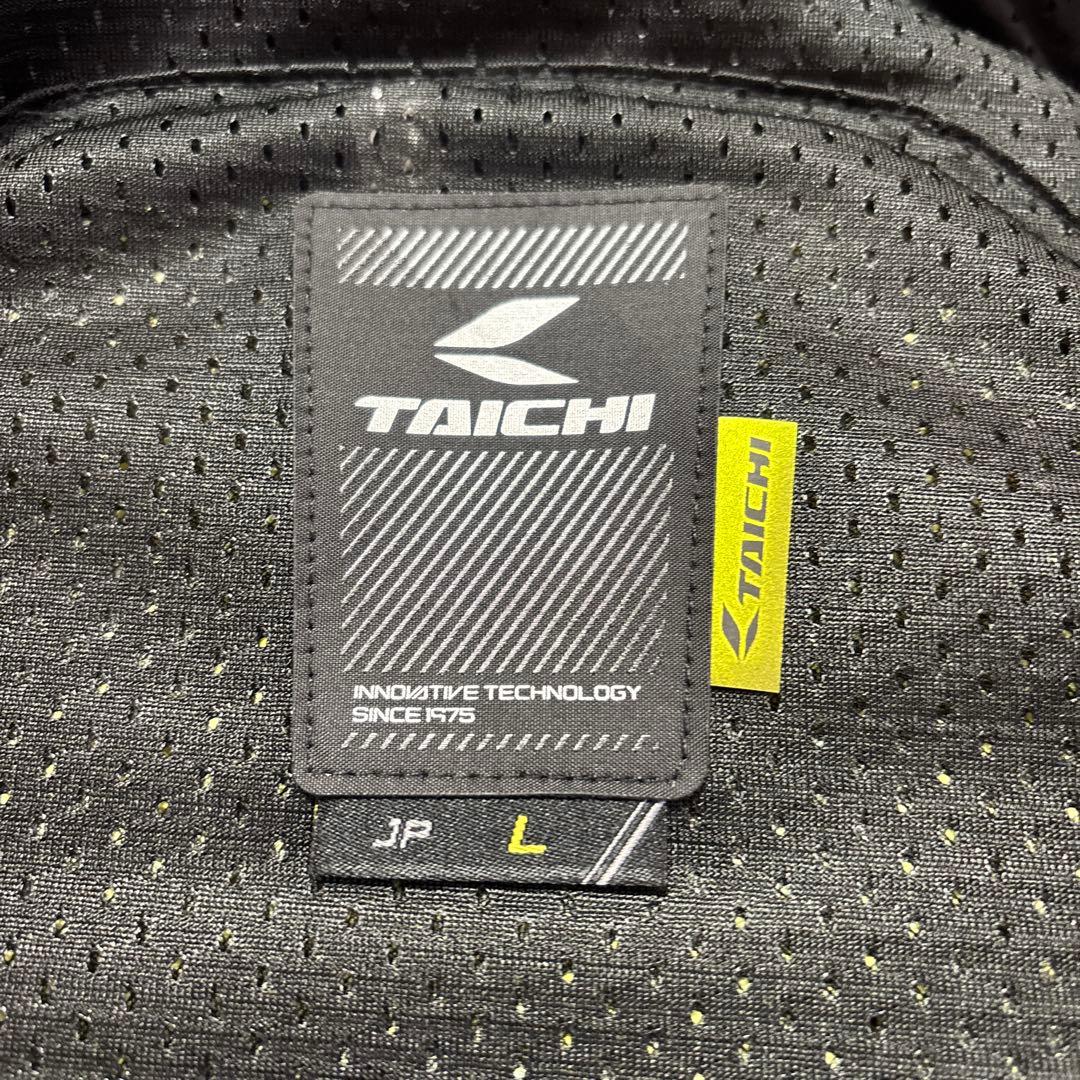 TAICHI
INNOVATIVE TECHNOLOGY
SINCE 1975
JP L
TAICHI